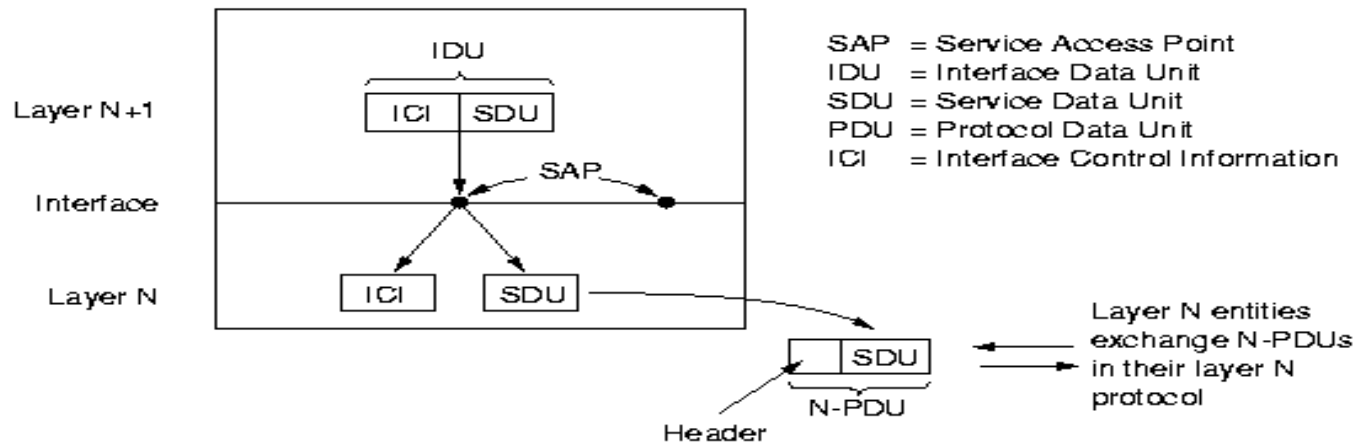 IDU
ICI SDU
Layer N+1
SAP
Interface
Layer N
ICI SDU
SDU
N-PDU
Header
SAP = Service Access Point
IDU = Interface Data Unit
SDU = Service Data Unit
PDU = Protocol Data Unit
ICI = Interface Control Information
Layer N entities
exchange N-PDUs
in their layer N
protocol